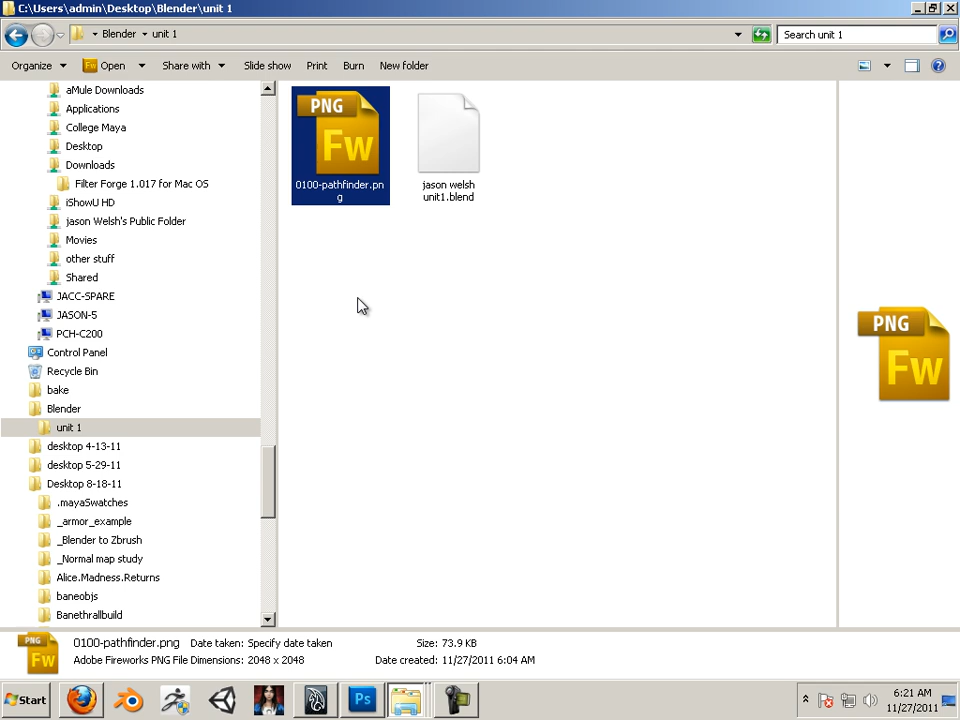 C:\Users\admin\Desktop\Blender\unit 1
Blender unit 1
Search unit 1
Organize Open Share with Slide show Print Burn New folder
aMule Downloads
Applications
College Maya
Desktop
Downloads
Filter Forge 1.017 for Mac OS
iShowU HD
jason Welsh's Public Folder
Movies
other stuff
Shared
JACC-SPARE
JASON-5
PCH-C200
Control Panel
Recycle Bin
bake
Blender
unit 1
desktop 4-13-11
desktop 5-29-11
Desktop 8-18-11
.mayaSwatches
_armor_example
_Blender to Zbrush
_Normal map study
Alice.Madness.Returns
baneobjs
Banethrallbuild
PNG
Fw
0100-pathfinder.pn
g
jason welsh
unit1.blend
PNG
Fw
PNG
Fw
0100-pathfinder.png Date taken: Specify date taken Size: 73.9 KB
Adobe Fireworks PNG File Dimensions: 2048 x 2048 Date created: 11/27/2011 6:04 AM
Start
Ps
6:21 AM
11/27/2011